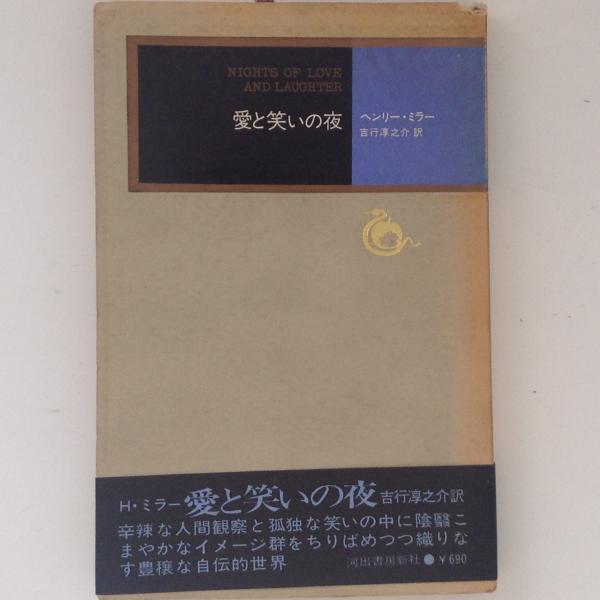 NIGHTS OF LOVE
AND LAUGHTER
愛と笑いの夜
ヘンリー・ミラー
吉行淳之介 訳
H・ミラー 愛と笑いの夜 吉行淳之介訳
辛辣な人間観察と孤独な笑いの中に陰翳こ
まやかなイメージ群をちりばめつつ織りな
す豊穣な自伝的世界
河出書房新社 ● ¥690